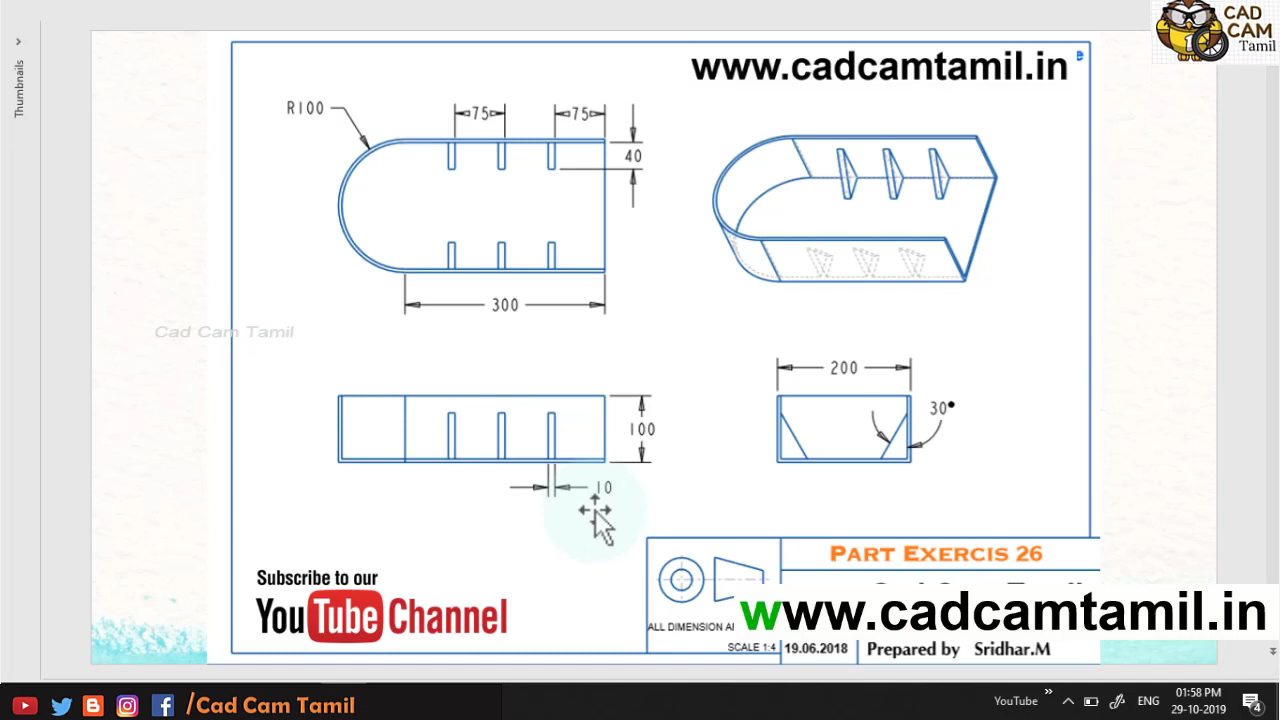 CAD
CAM
Tamil
Thumbnails
www.cadcamtamil.in
R100
75
75
40
300
Cad Cam Tamil
200
30°
100
10
PART EXERCIS 26
Subscribe to our
YouTube Channel
www.cadcamtamil.in
ALL DIMENSION
SCALE 1:4
19.06.2018
Prepared by Sridhar.M
/Cad Cam Tamil
YouTube
ENG
01:58 PM
29-10-2019
4